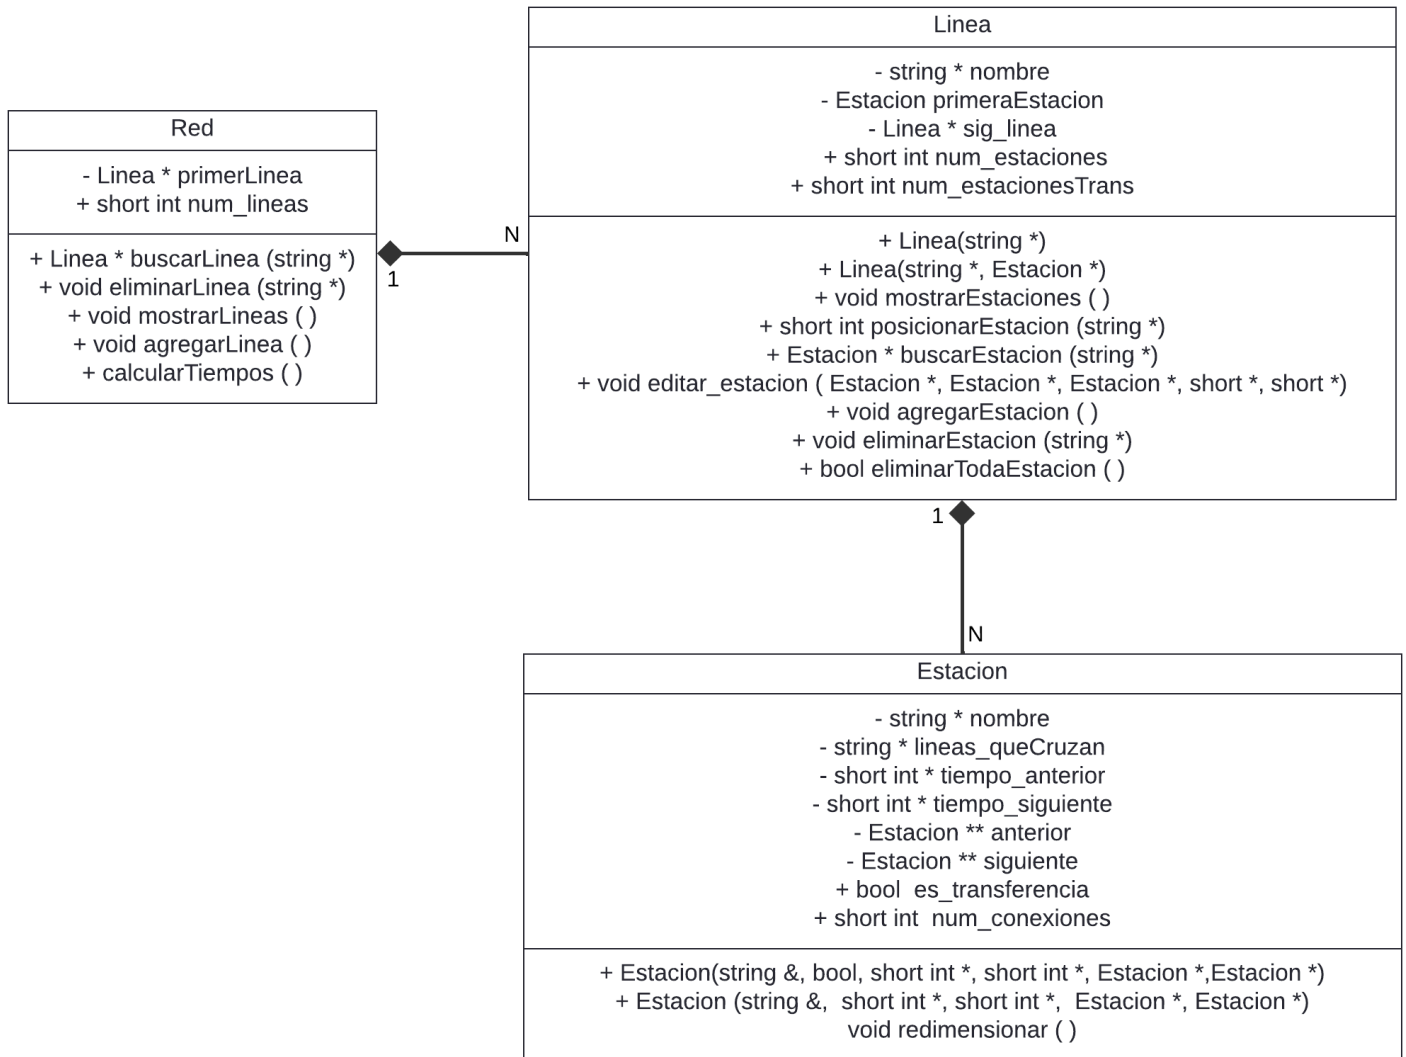 Red
- Linea * primerLinea
+ short int num_lineas
+ Linea * buscarLinea (string *)
+ void eliminarLinea (string *)
+ void mostrarLineas ( )
+ void agregarLinea ( )
+ calcularTiempos ( )
1
N
Linea
- string * nombre
- Estacion primeraEstacion
- Linea * sig_linea
+ short int num_estaciones
+ short int num_estacionesTrans
+ Linea(string *)
+ Linea(string *, Estacion *)
+ void mostrarEstaciones ( )
+ short int posicionarEstacion (string *)
+ Estacion * buscarEstacion (string *)
+ void editar_estacion ( Estacion *, Estacion *, Estacion *, short *, short *)
+ void agregarEstacion ( )
+ void eliminarEstacion (string *)
+ bool eliminarTodaEstacion ( )
1
N
Estacion
- string * nombre
- string * lineas_queCruzan
- short int * tiempo_anterior
- short int * tiempo_siguiente
- Estacion ** anterior
- Estacion ** siguiente
+ bool  es_transferencia
+ short int  num_conexiones
+ Estacion(string &, bool, short int *, short int *, Estacion *,Estacion *)
+ Estacion (string &,  short int *, short int *,  Estacion *, Estacion *)
void redimensionar ( )